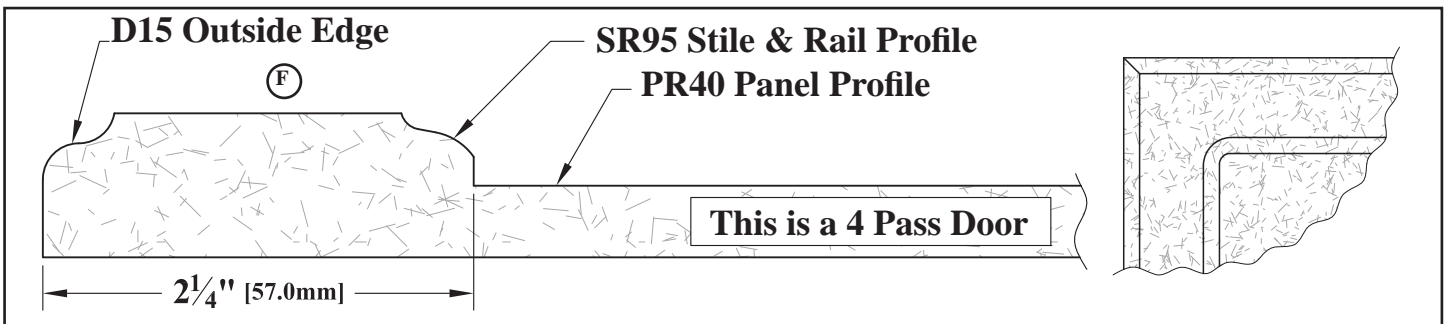 D15 Outside Edge
F
SR95 Stile & Rail Profile
PR40 Panel Profile
This is a 4 Pass Door
2¼" [57.0mm]